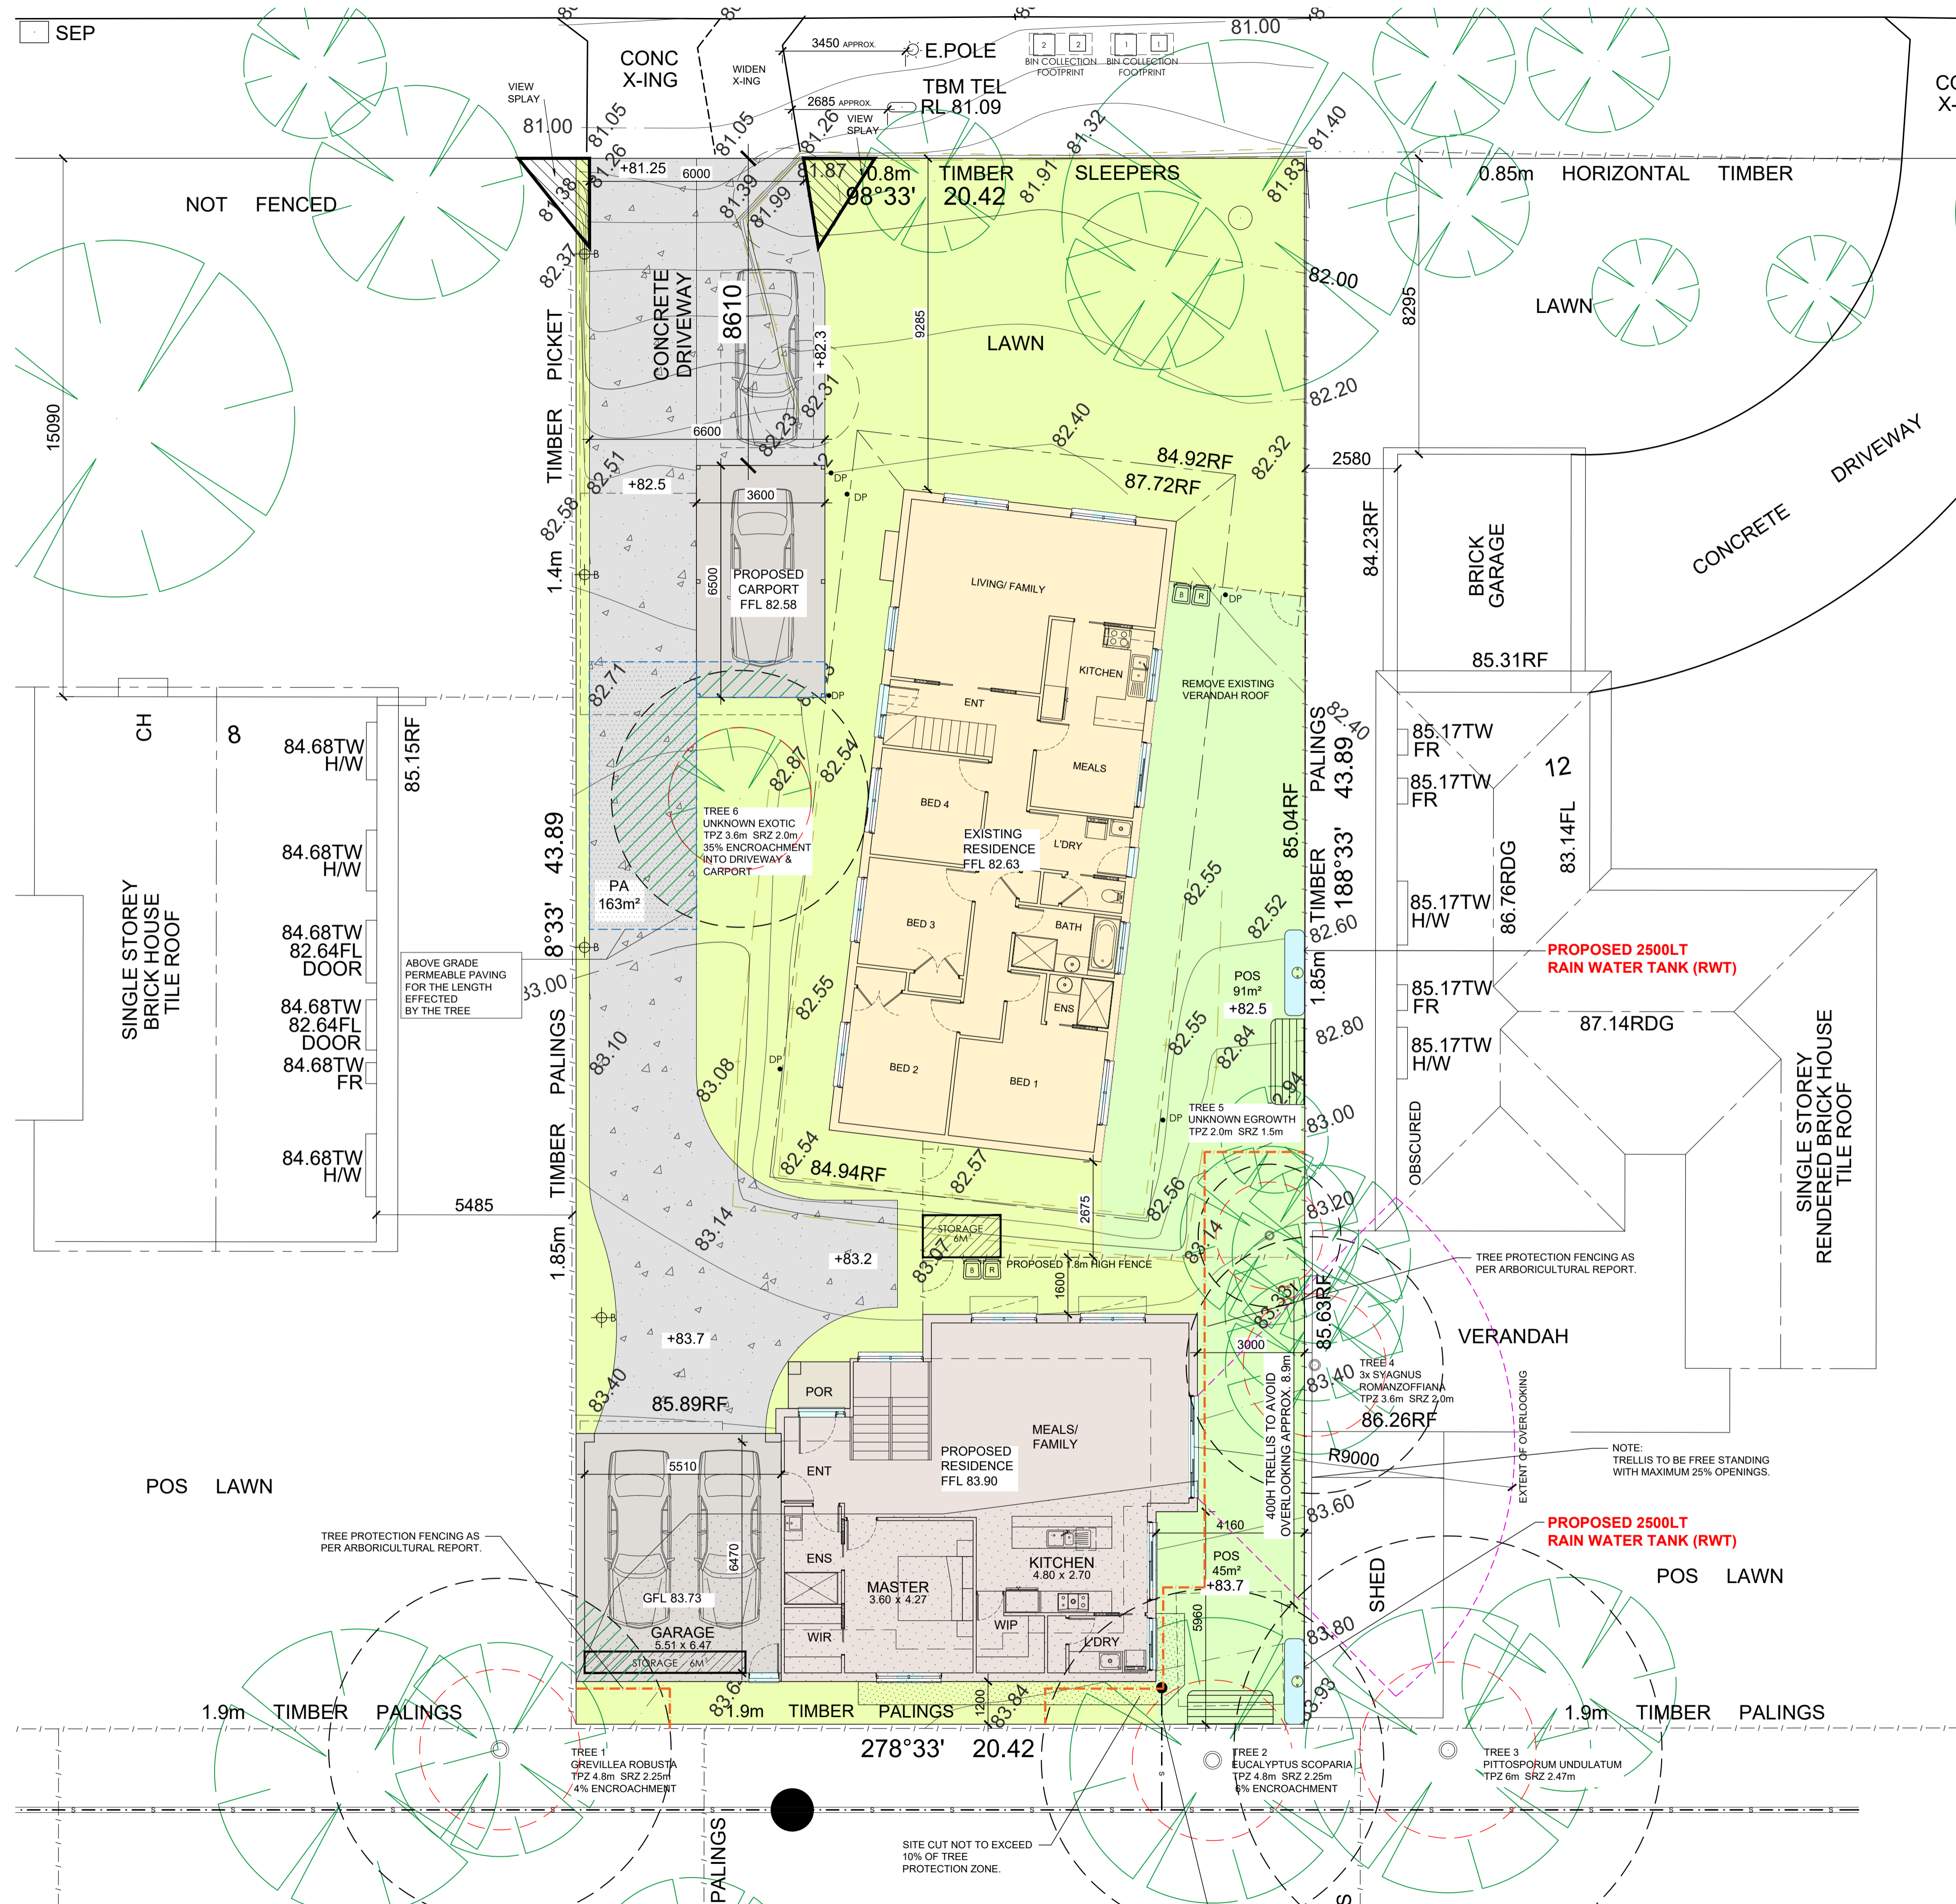 SEP
CONC
X-ING
WIDEN
X-ING
3450 APPROX.
E.POLE
2 2
BIN COLLECTION
FOOTPRINT
1 1
BIN COLLECTION
FOOTPRINT
81.00
TBM TEL
RL 81.09
2685 APPROX.
VIEW
SPLAY
VIEW
SPLAY
81.00
81.05
81.26
81.38
+81.25
6000
81.05
81.39
81.99
81.26
81.87
0.8m TIMBER SLEEPERS
98°33' 20.42
81.91
81.32
81.83
81.40
0.85m HORIZONTAL TIMBER
NOT FENCED
82.37
B
CONCRETE
DRIVEWAY
8610
+82.3
9285
LAWN
82.00
8295
LAWN
CONCRETE DRIVEWAY
15090
1.4m TIMBER PICKET
82.20
82.31
82.23
6600
82.40
82.32
84.92RF
87.72RF
2580
82.51
+82.5
82.58
3600
DP
DP
84.23RF
BRICK
GARAGE
B
6500
PROPOSED
CARPORT
FFL 82.58
LIVING/ FAMILY
B R
DP
85.31RF
82.71
DP
KITCHEN
ENT
REMOVE EXISTING
VERANDAH ROOF
82.40
CH
8
84.68TW
H/W
85.15RF
82.87
82.54
MEALS
BED 4
85.17TW
FR
85.17TW
FR
12
TREE 6
UNKNOWN EXOTIC
TPZ 3.6m SRZ 2.0m
35% ENCROACHMENT
INTO DRIVEWAY &
CARPORT
EXISTING
RESIDENCE
FFL 82.63
L'DRY
85.04RF
83.14FL
86.76RDG
84.68TW
H/W
8°33' 43.89
188°33' 43.89
1.85m TIMBER PALINGS
PA
163m²
82.55
82.52
82.60
85.17TW
H/W
SINGLE STOREY
BRICK HOUSE
TILE ROOF
84.68TW
82.64FL
DOOR
B
BED 3
BATH
PROPOSED 2500LT
RAIN WATER TANK (RWT)
ABOVE GRADE
PERMEABLE PAVING
FOR THE LENGTH
EFFECTED
BY THE TREE
83.00
82.55
ENS
POS
91m²
+82.5
85.17TW
FR
84.68TW
82.64FL
DOOR
82.55
82.84
82.80
87.14RDG
85.17TW
H/W
84.68TW
FR
83.10
83.08
DP
BED 2
BED 1
SINGLE STOREY
RENDERED BRICK HOUSE
TILE ROOF
DP
TREE 5
UNKNOWN EGROWTH
TPZ 2.0m SRZ 1.5m
83.00
OBSCURED
84.68TW
H/W
82.54
84.94RF
82.57
82.56
83.20
5485
1.85m TIMBER PALINGS
2675
83.14
83.14
STORAGE
6M³
83.07
+83.2
B R
PROPOSED 1.8m HIGH FENCE
1600
TREE PROTECTION FENCING AS
PER ARBORICULTURAL REPORT.
83.33
85.63RF
B
+83.7
VERANDAH
3000
TREE 4
3x SYAGNUS
ROMANZOFFIANA
TPZ 3.6m SRZ 2.0m
83.40
83.40
85.89RF
POR
400H TRELLIS TO AVOID
OVERLOOKING APPROX. 8.9m
86.26RF
MEALS/
FAMILY
PROPOSED
RESIDENCE
FFL 83.90
R9000
EXTENT OF OVERLOOKING
NOTE:
TRELLIS TO BE FREE STANDING
WITH MAXIMUM 25% OPENINGS.
5510
ENT
POS LAWN
83.60
4160
PROPOSED 2500LT
RAIN WATER TANK (RWT)
TREE PROTECTION FENCING AS
PER ARBORICULTURAL REPORT.
6470
ENS
KITCHEN
4.80 x 2.70
POS
45m²
+83.7
SHED
POS LAWN
MASTER
3.60 x 4.27
GFL 83.73
GARAGE
5.51 x 6.47
STORAGE 6M³
WIR
WIP
L'DRY
5960
83.80
1.9m TIMBER PALINGS
1.9m TIMBER PALINGS
1200
83.84
1.9m TIMBER PALINGS
278°33' 20.42
TREE 1
GREVILLEA ROBUSTA
TPZ 4.8m SRZ 2.25m
4% ENCROACHMENT
TREE 2
EUCALYPTUS SCOPARIA
TPZ 4.8m SRZ 2.25m
6% ENCROACHMENT
TREE 3
PITTOSPORUM UNDULATUM
TPZ 6m SRZ 2.47m
PALINGS
SITE CUT NOT TO EXCEED
10% OF TREE
PROTECTION ZONE.